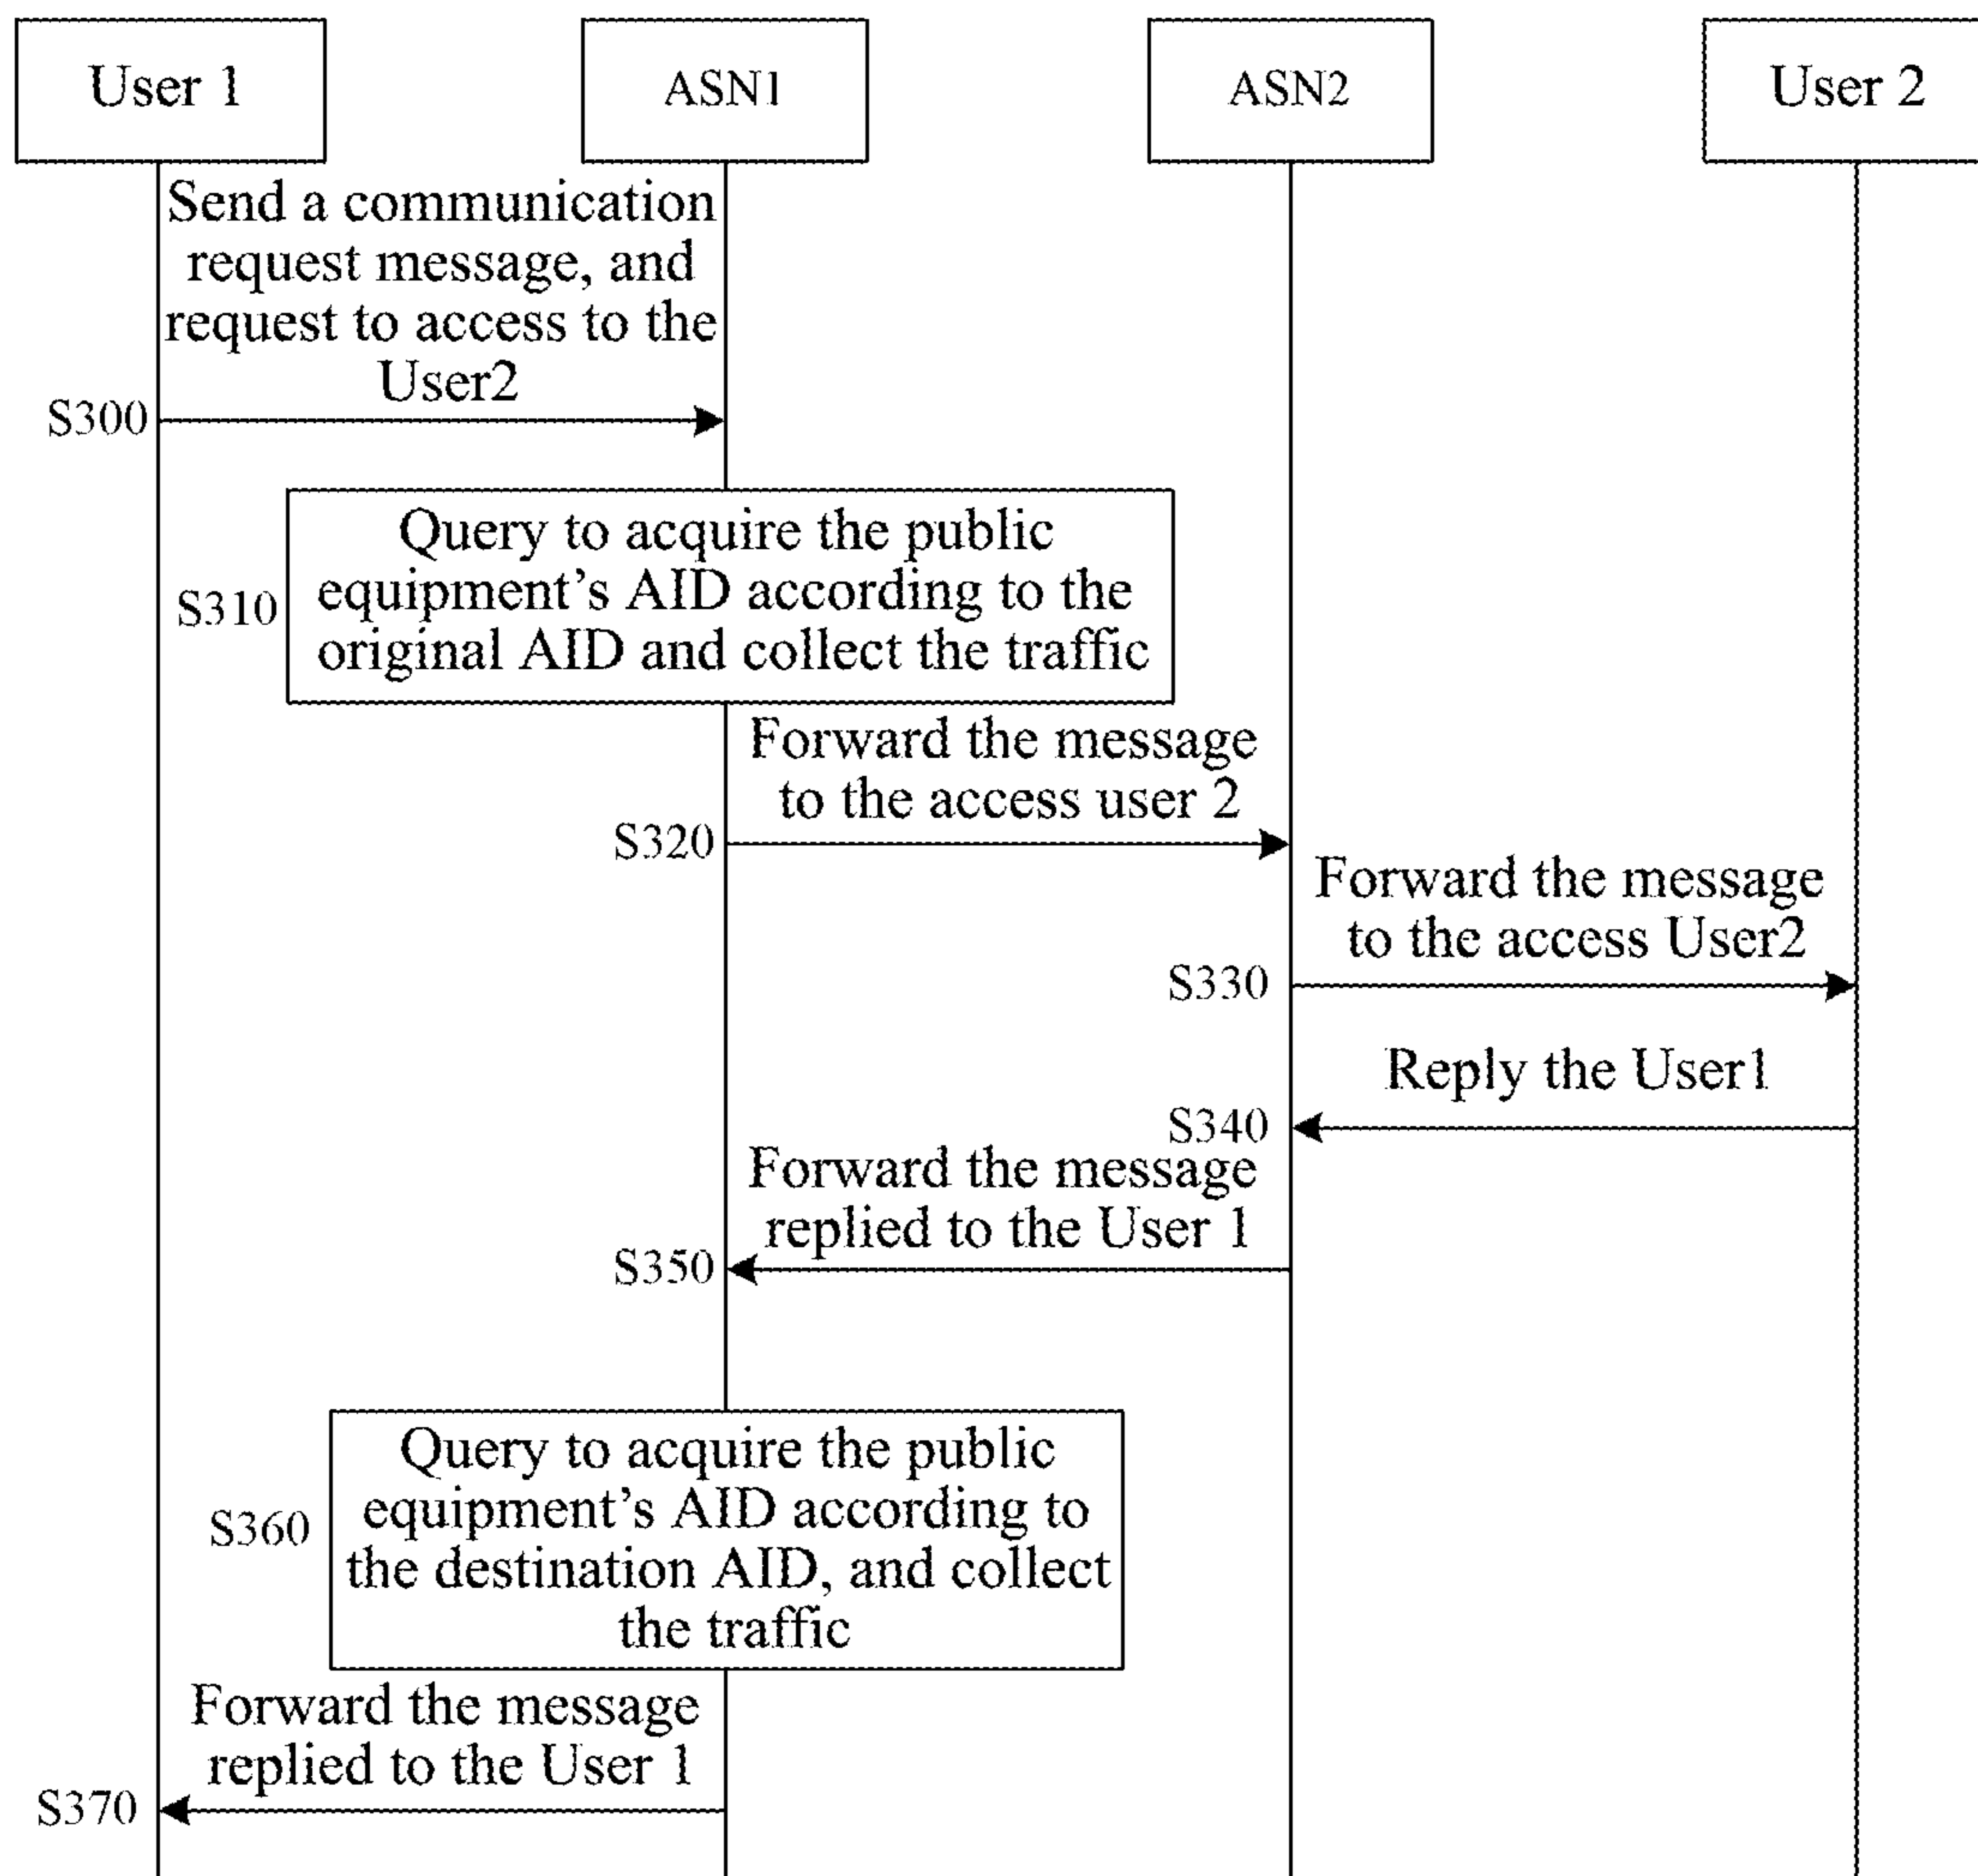 User 1
ASN1
ASN2
User 2
Send a communication
request message, and
request to access to the
User2
S300
Query to acquire the public
equipment's AID according to the
original AID and collect the traffic
S310
Forward the message
to the access user 2
S320
Forward the message
to the access User2
S330
Reply the User1
S340
Forward the message
replied to the User 1
S350
Query to acquire the public
equipment's AID according to
the destination AID, and collect
the traffic
S360
Forward the message
replied to the User 1
S370